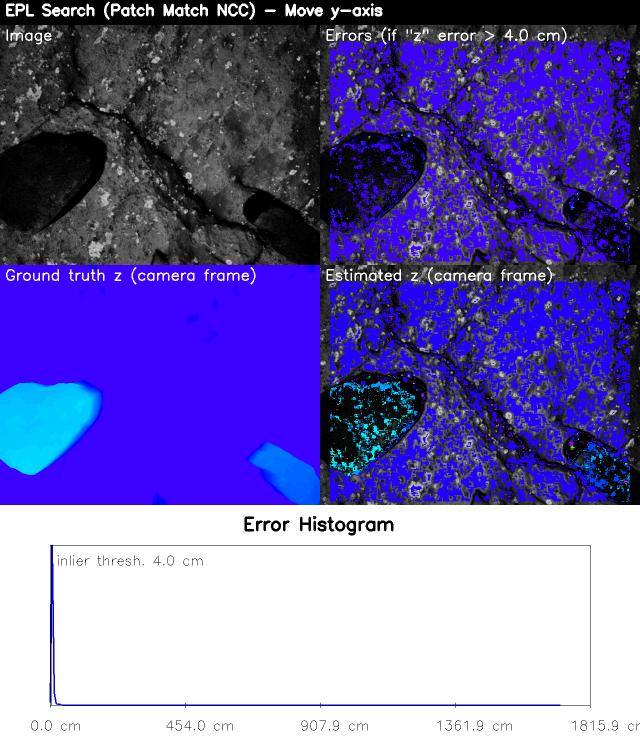 EPL Search (Patch Match NCC) - Move y-axis
Image
Errors (if "z" error > 4.0 cm)
Ground truth z (camera frame)
Estimated z (camera frame)
Error Histogram
inlier thresh. 4.0 cm
0.0 cm
454.0 cm
907.9 cm
1361.9 cm
1815.9 cm